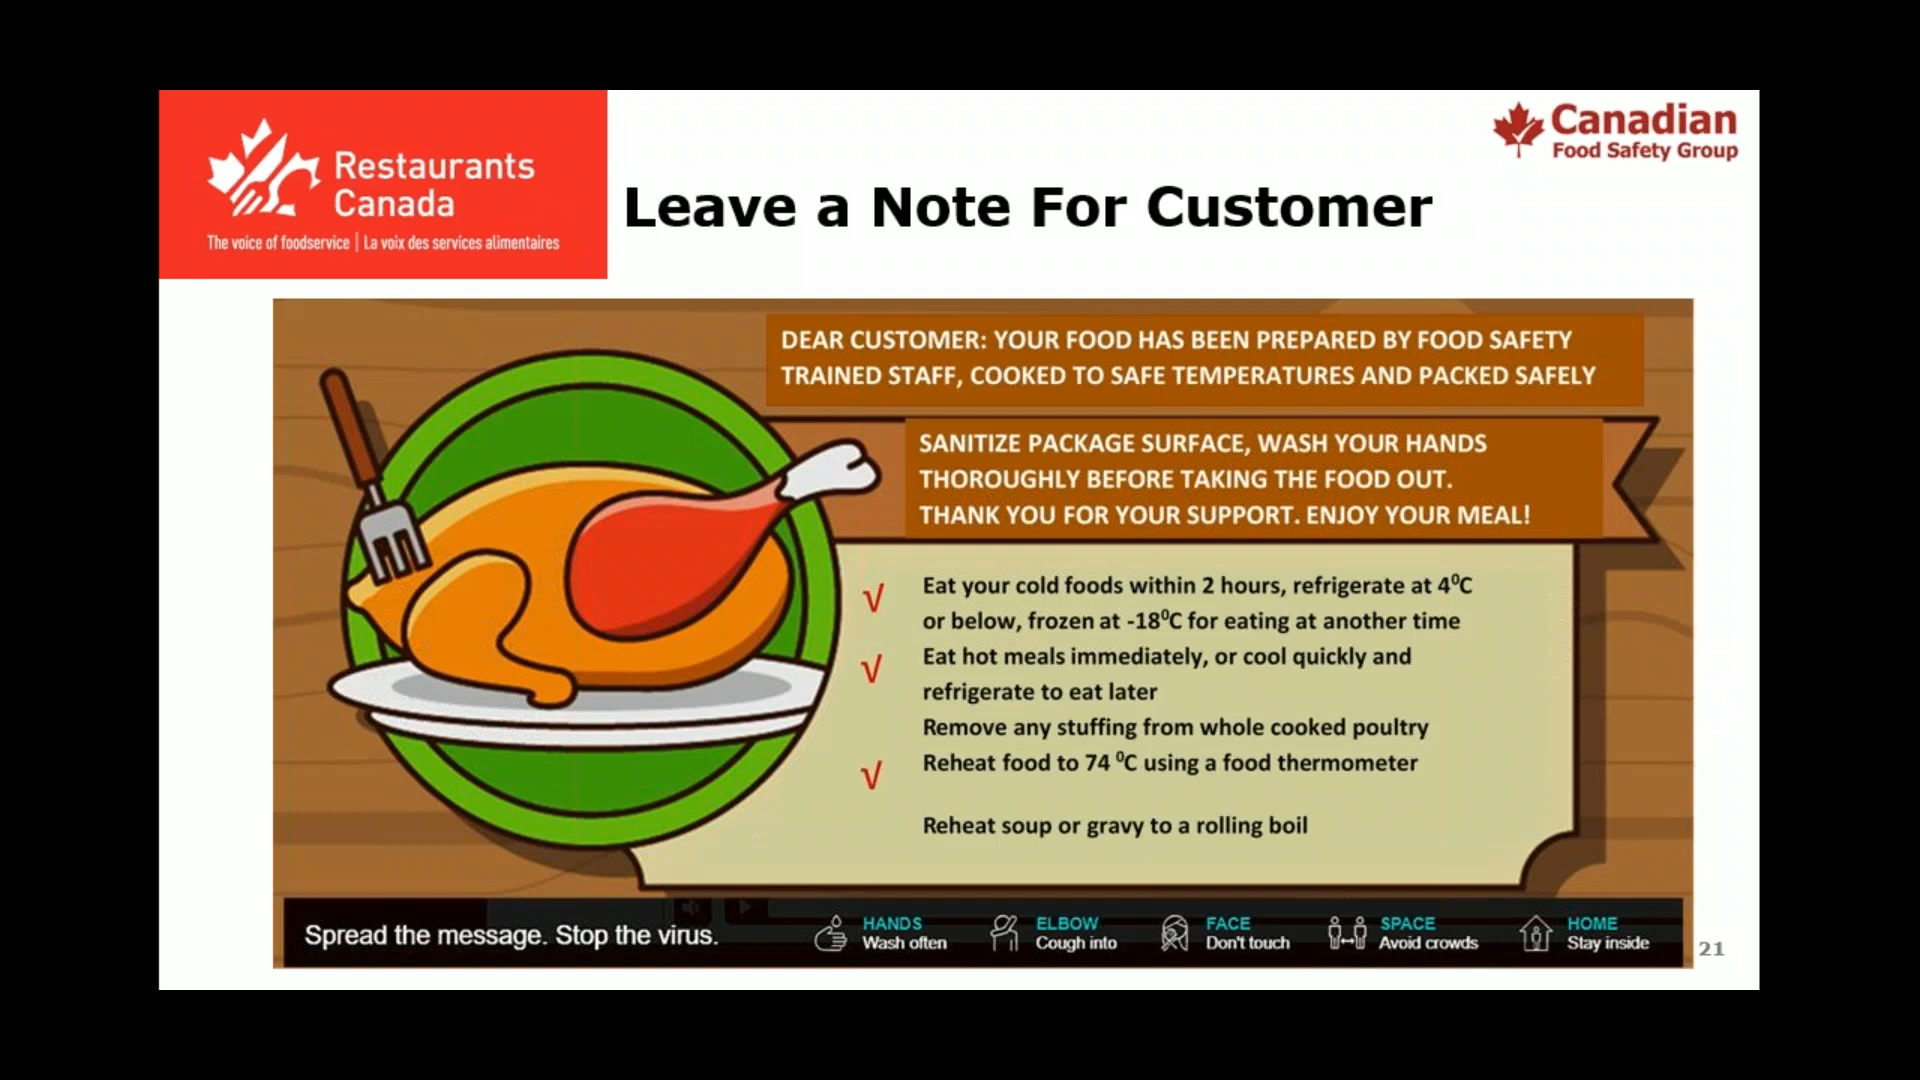 Restaurants
Canada
The voice of foodservice | La voix des services alimentaires
Canadian
Food Safety Group
Leave a Note For Customer
DEAR CUSTOMER: YOUR FOOD HAS BEEN PREPARED BY FOOD SAFETY
TRAINED STAFF, COOKED TO SAFE TEMPERATURES AND PACKED SAFELY
SANITIZE PACKAGE SURFACE, WASH YOUR HANDS
THOROUGHLY BEFORE TAKING THE FOOD OUT.
THANK YOU FOR YOUR SUPPORT. ENJOY YOUR MEAL!
√ Eat your cold foods within 2 hours, refrigerate at 4⁰C
or below, frozen at -18⁰C for eating at another time
√ Eat hot meals immediately, or cool quickly and
refrigerate to eat later
Remove any stuffing from whole cooked poultry
√ Reheat food to 74 ⁰C using a food thermometer
Reheat soup or gravy to a rolling boil
Spread the message. Stop the virus.
HANDS
Wash often
ELBOW
Cough into
FACE
Don't touch
SPACE
Avoid crowds
HOME
Stay inside
21